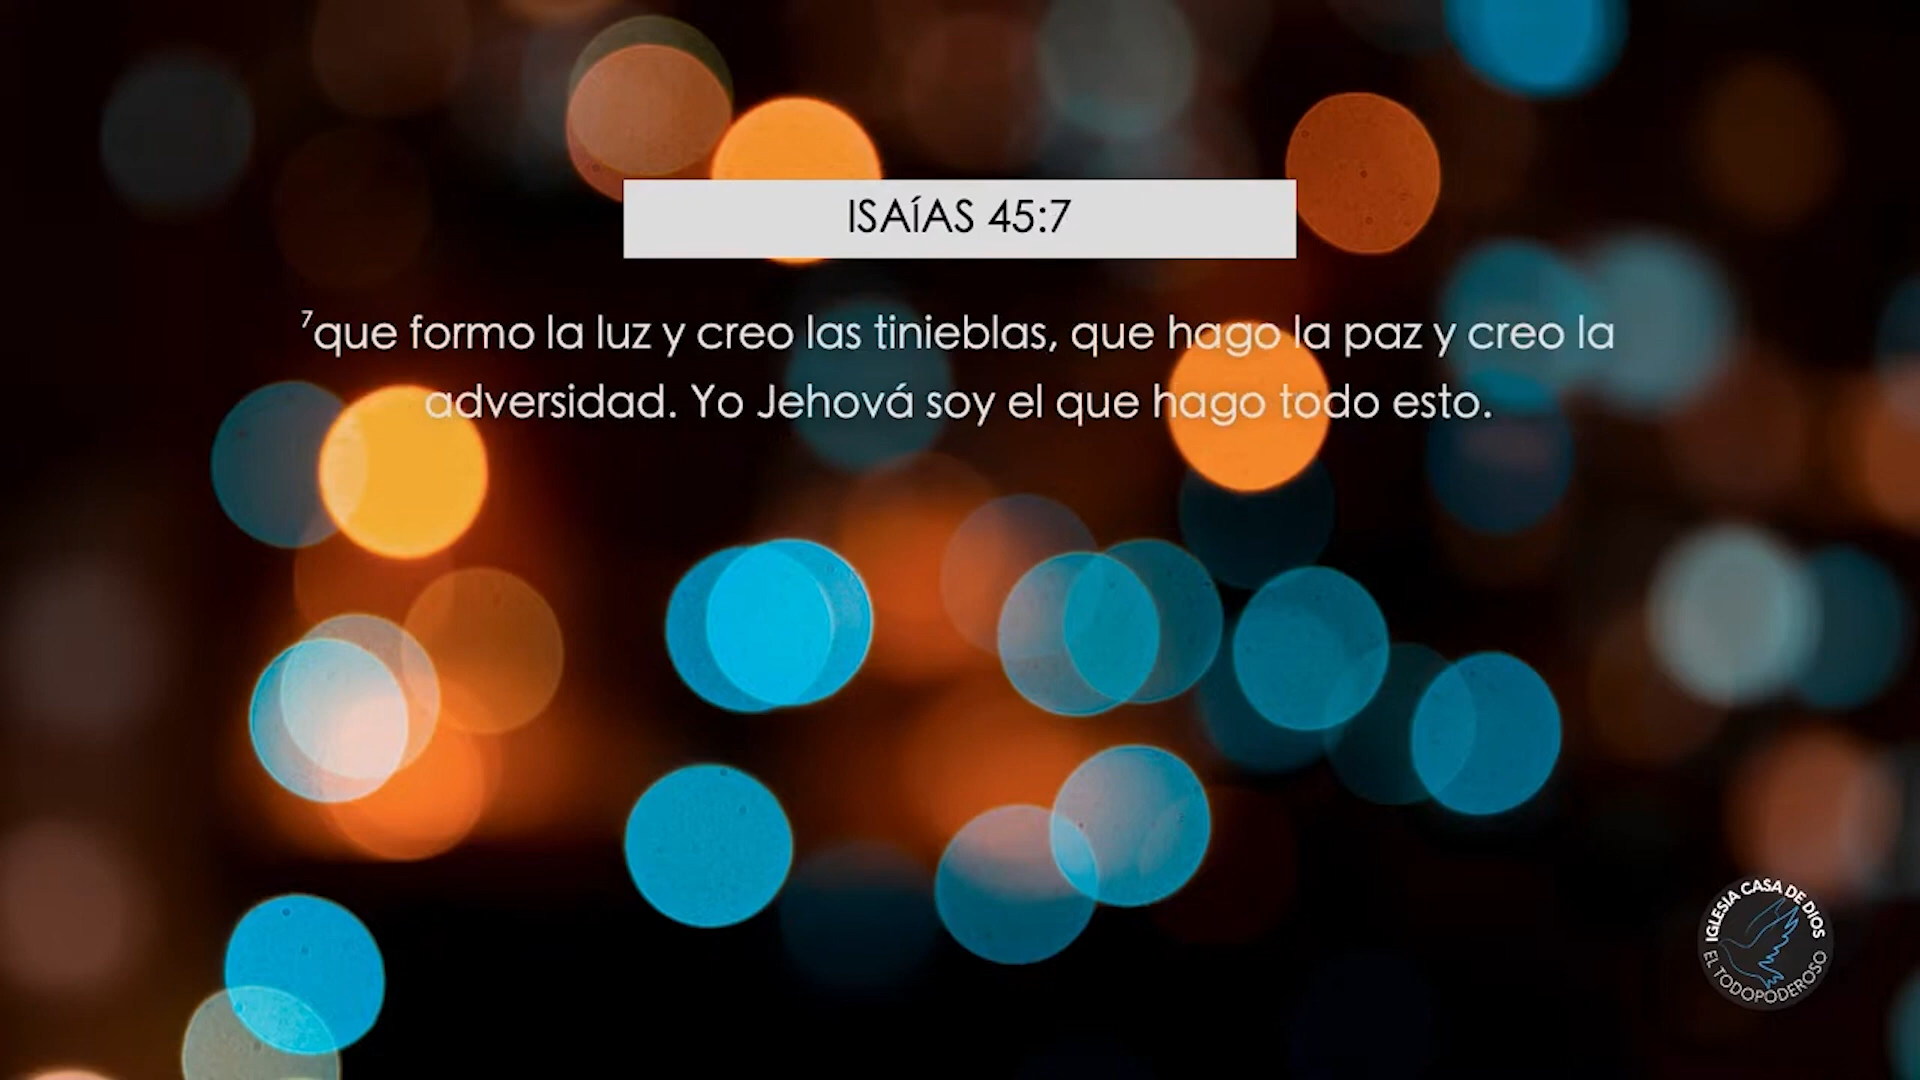 ISAíAS 45:7
⁷que formo la luz y creo las tinieblas, que hago la paz y creo la
adversidad. Yo Jehová soy el que hago todo esto.
IGLESIA CASA DE DIOS
EL TODOPODEROSO